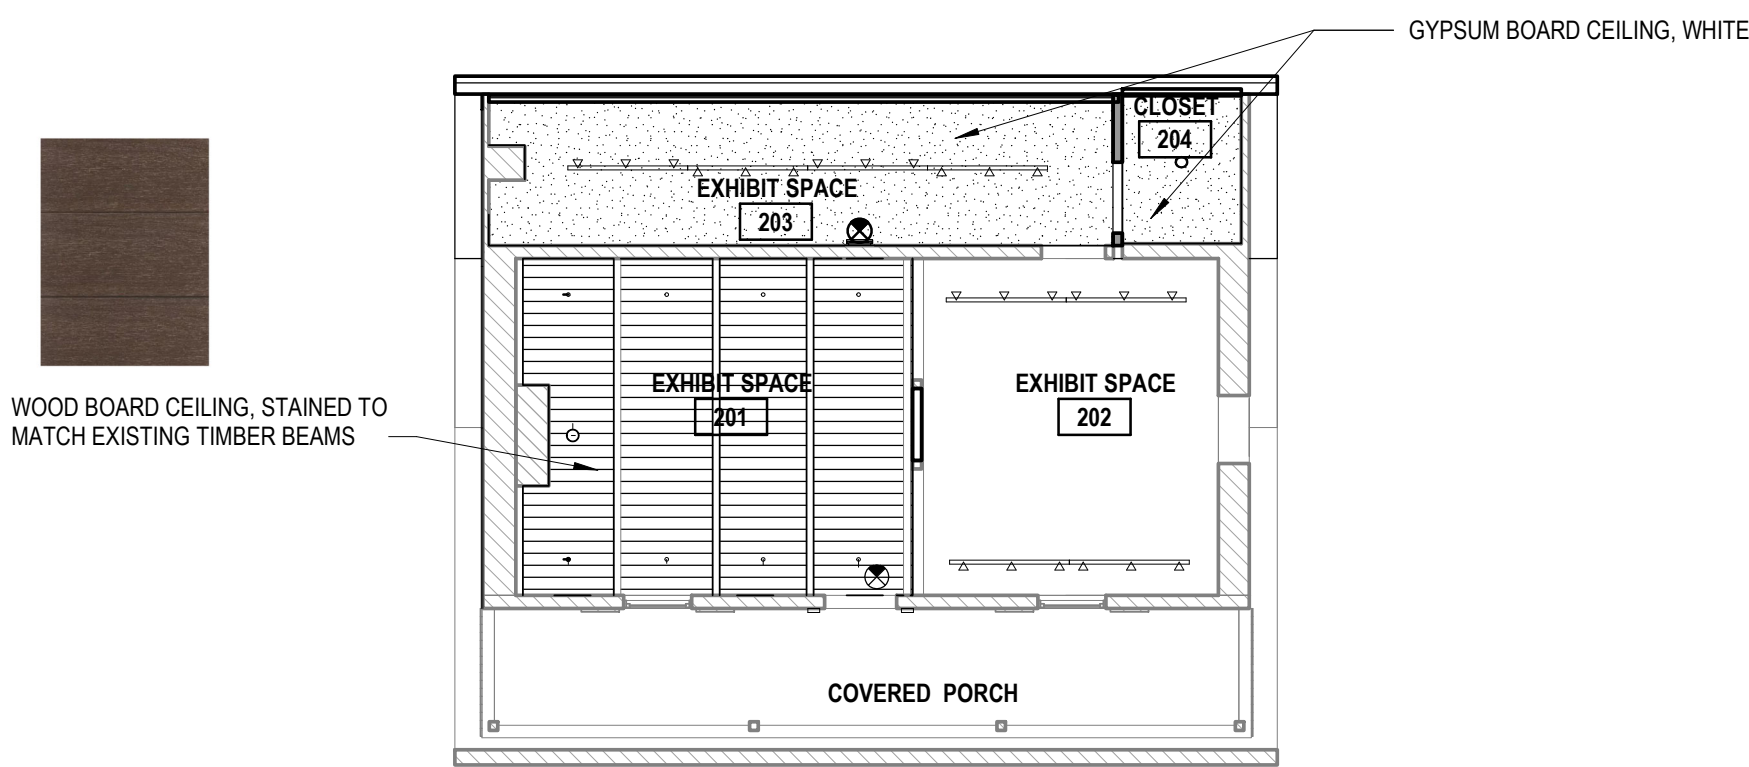 GYPSUM BOARD CEILING, WHITE
CLOSET
204
EXHIBIT SPACE
203
EXHIBIT SPACE
201
EXHIBIT SPACE
202
WOOD BOARD CEILING, STAINED TO
MATCH EXISTING TIMBER BEAMS
COVERED PORCH